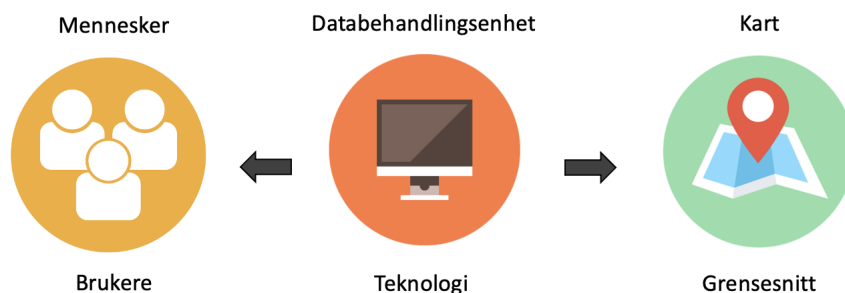 Mennesker
Databehandlingsenhet
Kart
Brukere
Teknologi
Grensesnitt